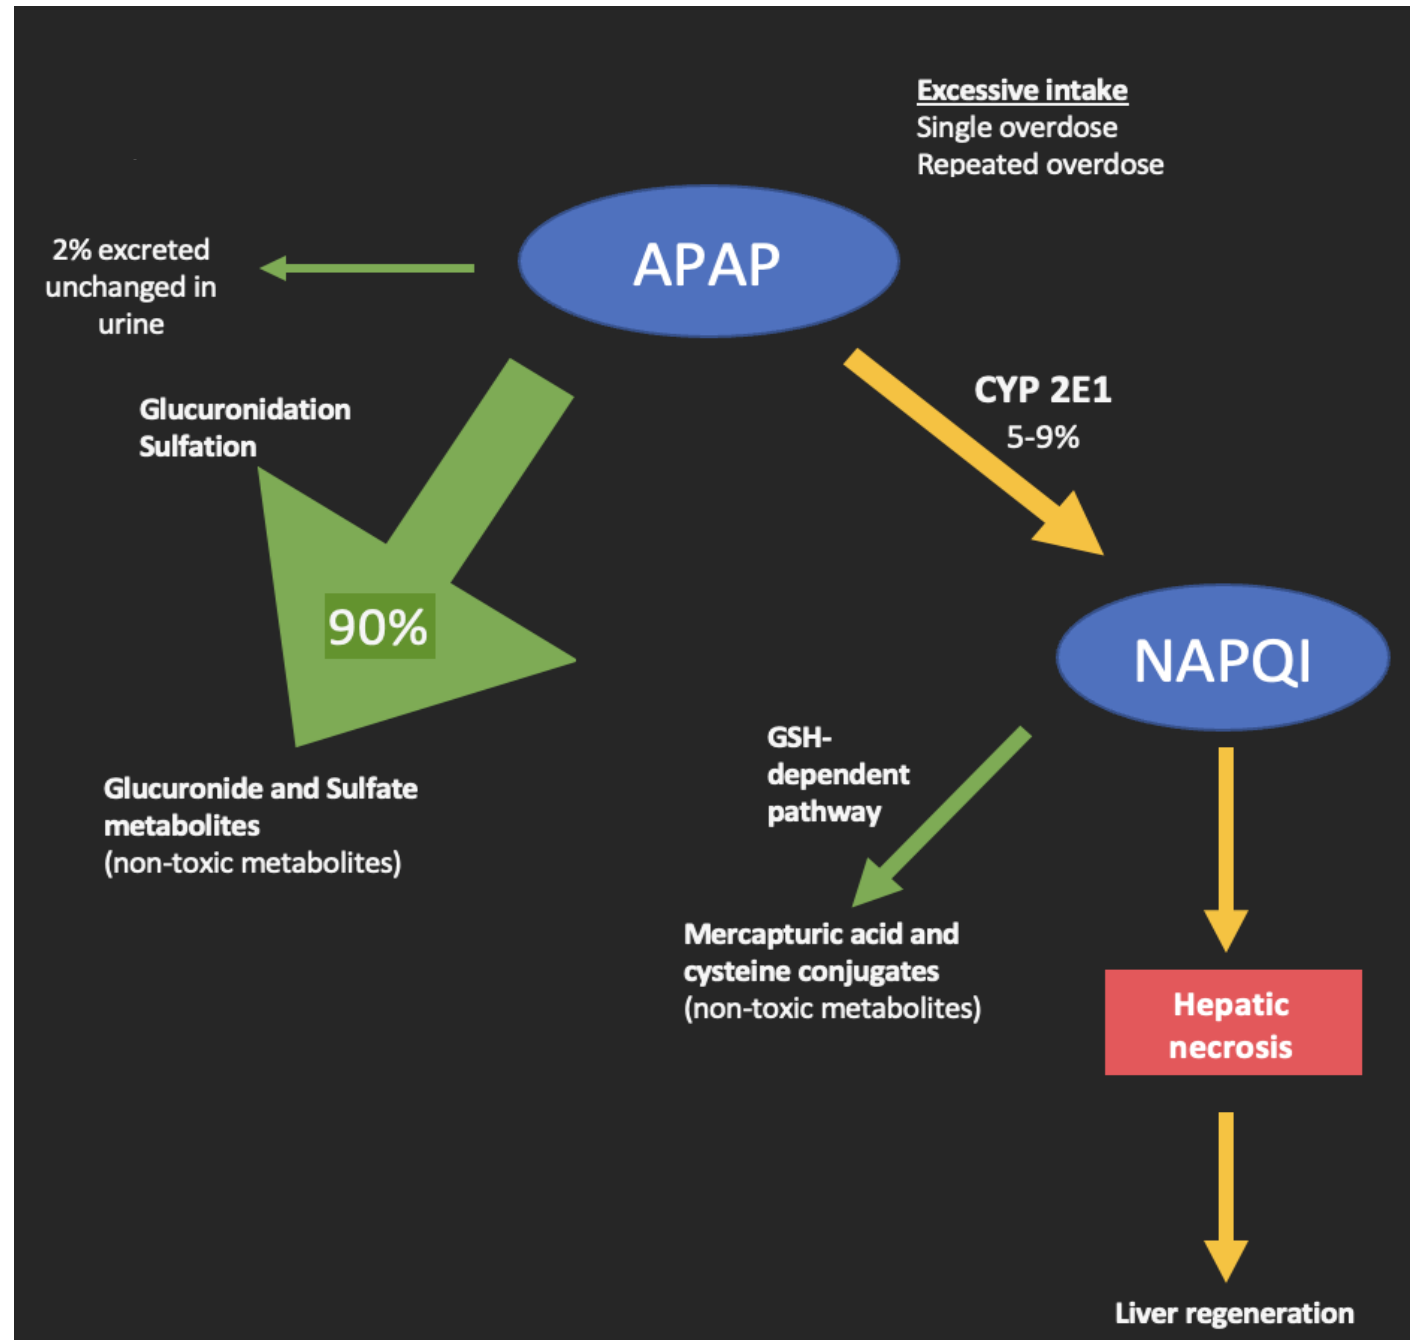 Excessive intake
Single overdose
Repeated overdose
APAP
2% excreted
unchanged in
urine
CYP 2E1
5-9%
Glucuronidation
Sulfation
90%
NAPQI
GSH-
dependent
pathway
Glucuronide and Sulfate
metabolites
(non-toxic metabolites)
Mercapturic acid and
cysteine conjugates
(non-toxic metabolites)
Hepatic
necrosis
Liver regeneration